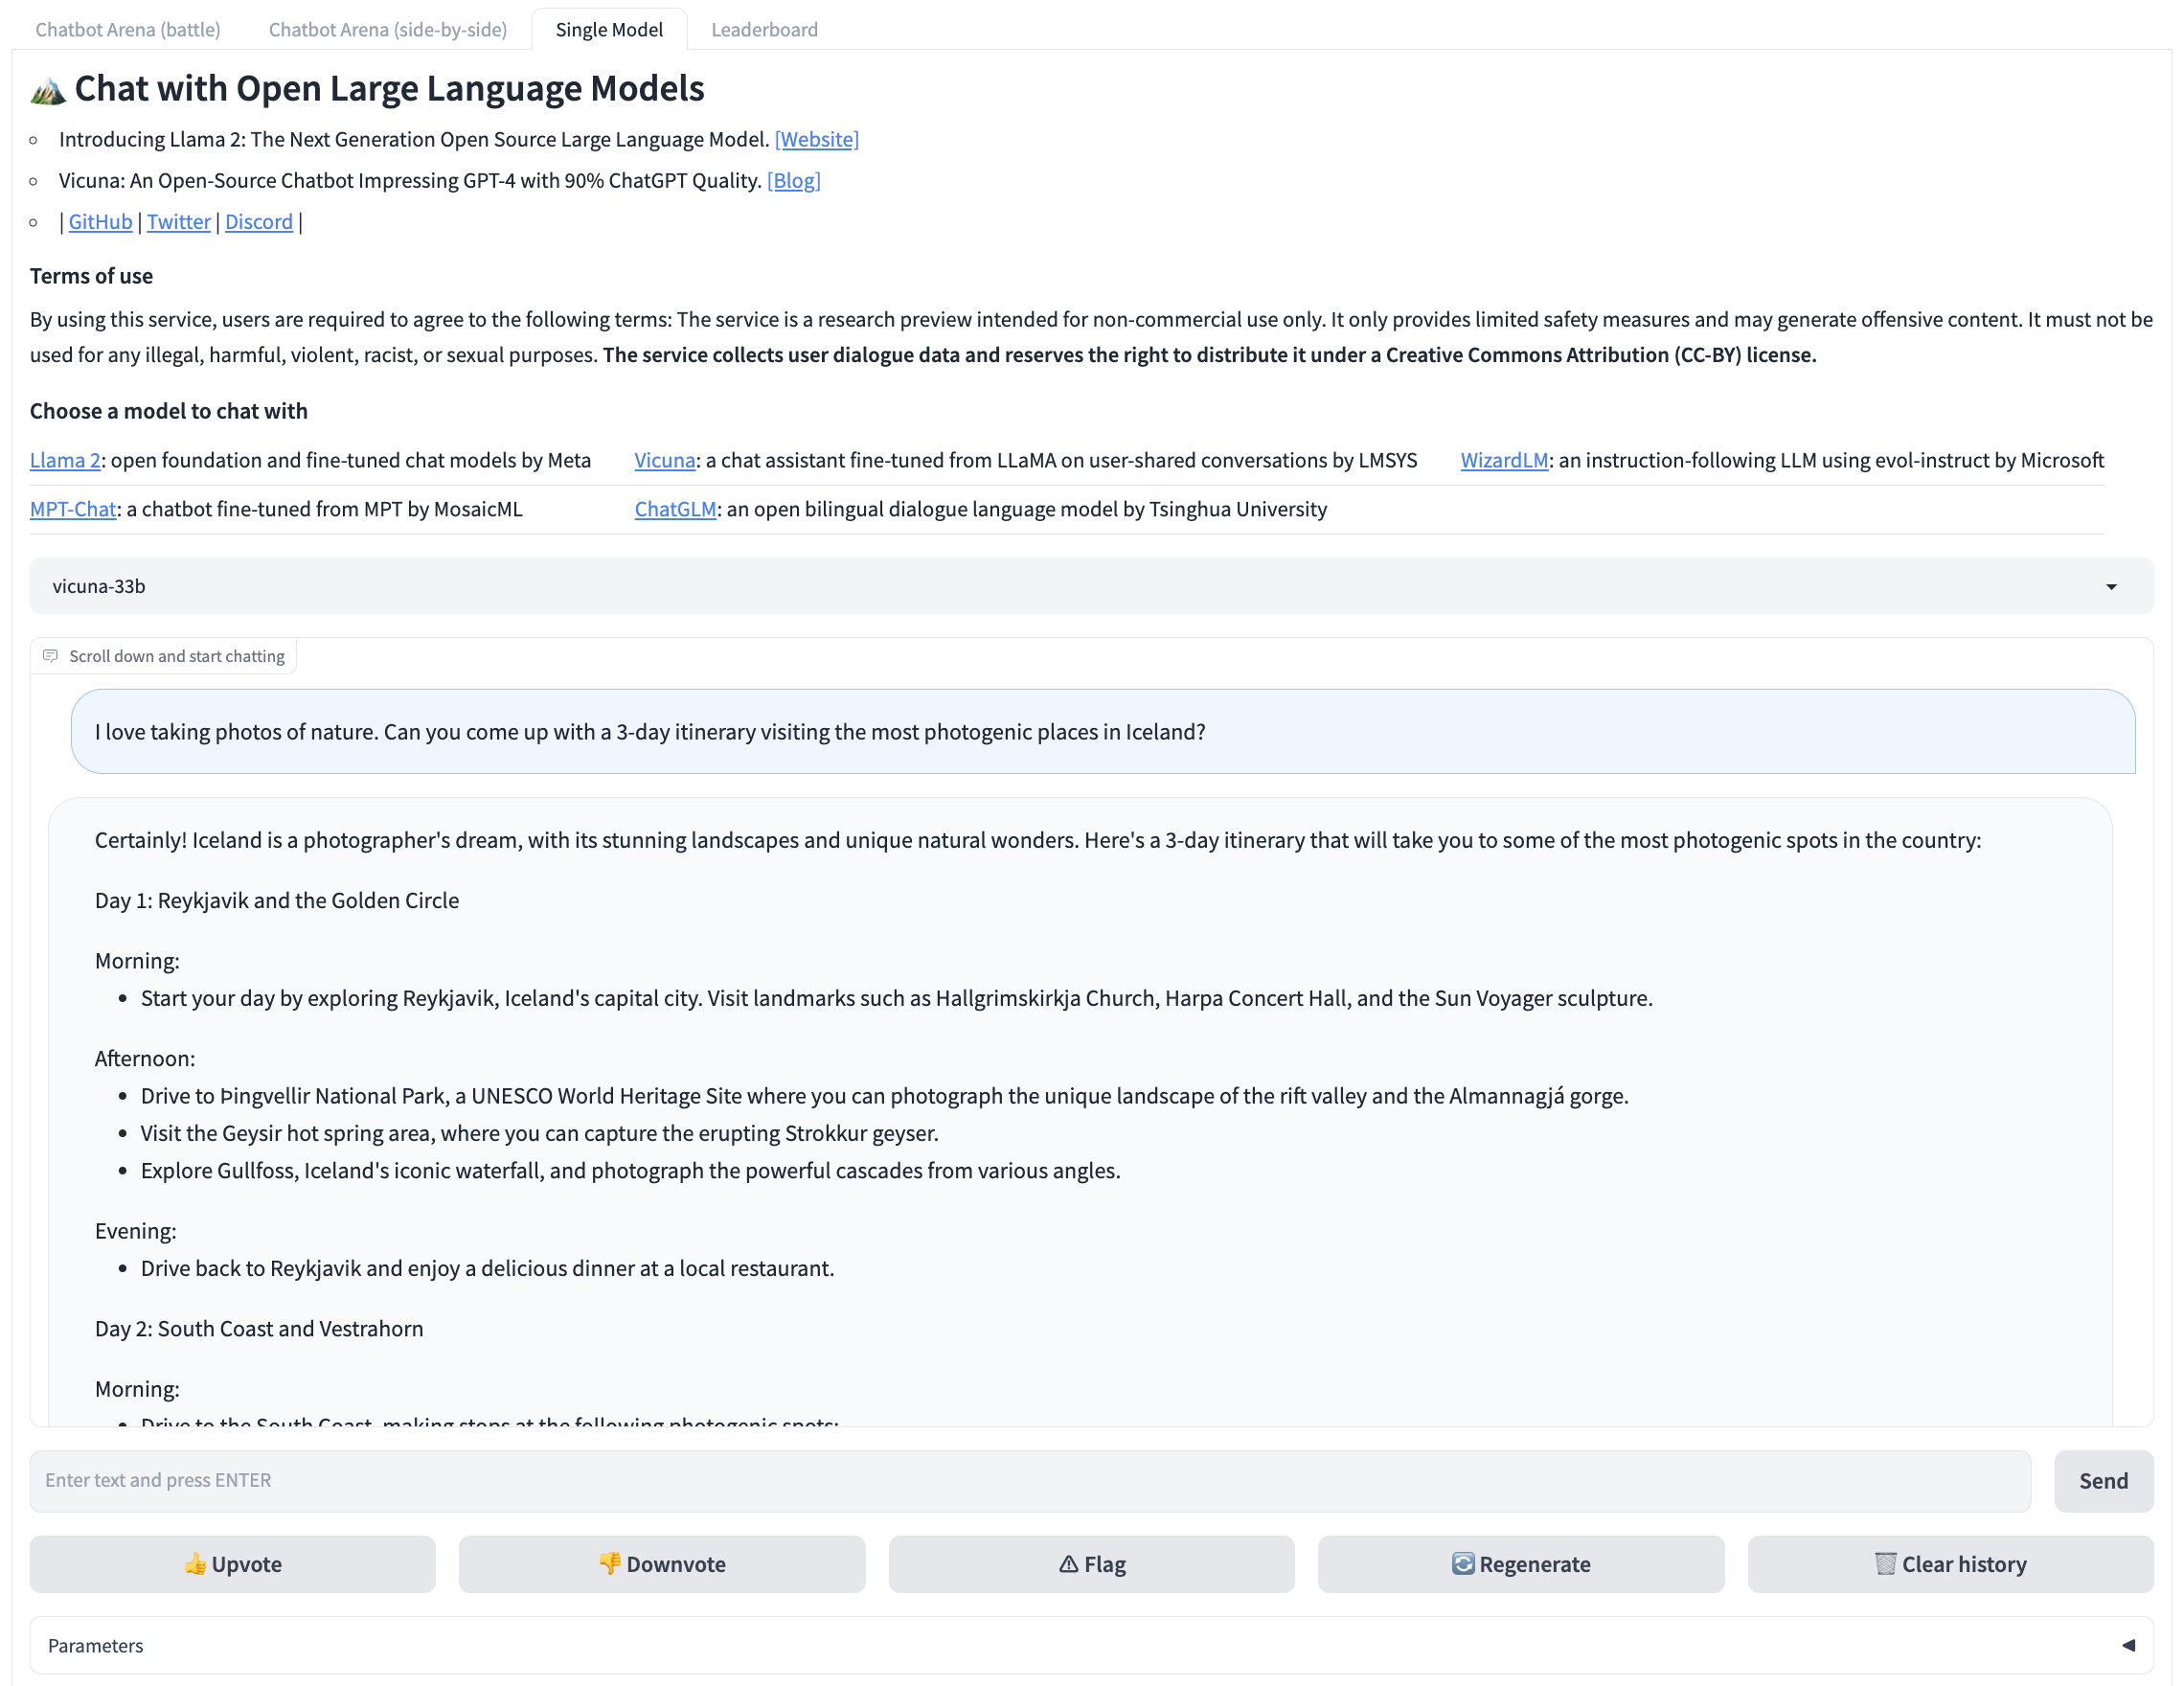 Chatbot Arena (battle)
Chatbot Arena (side-by-side)
Single Model
Leaderboard
Chat with Open Large Language Models
Introducing Llama 2: The Next Generation Open Source Large Language Model. [Website]
Vicuna: An Open-Source Chatbot Impressing GPT-4 with 90% ChatGPT Quality. [Blog]
| GitHub | Twitter | Discord |
Terms of use
By using this service, users are required to agree to the following terms: The service is a research preview intended for non-commercial use only. It only provides limited safety measures and may generate offensive content. It must not be
used for any illegal, harmful, violent, racist, or sexual purposes. The service collects user dialogue data and reserves the right to distribute it under a Creative Commons Attribution (CC-BY) license.
Choose a model to chat with
Llama 2: open foundation and fine-tuned chat models by Meta
Vicuna: a chat assistant fine-tuned from LLaMA on user-shared conversations by LMSYS
WizardLM: an instruction-following LLM using evol-instruct by Microsoft
MPT-Chat: a chatbot fine-tuned from MPT by MosaicML
ChatGLM: an open bilingual dialogue language model by Tsinghua University
vicuna-33b
Scroll down and start chatting
I love taking photos of nature. Can you come up with a 3-day itinerary visiting the most photogenic places in Iceland?
Certainly! Iceland is a photographer's dream, with its stunning landscapes and unique natural wonders. Here's a 3-day itinerary that will take you to some of the most photogenic spots in the country:
Day 1: Reykjavik and the Golden Circle
Morning:
• Start your day by exploring Reykjavik, Iceland's capital city. Visit landmarks such as Hallgrimskirkja Church, Harpa Concert Hall, and the Sun Voyager sculpture.
Afternoon:
• Drive to Þingvellir National Park, a UNESCO World Heritage Site where you can photograph the unique landscape of the rift valley and the Almannagjá gorge.
• Visit the Geysir hot spring area, where you can capture the erupting Strokkur geyser.
• Explore Gullfoss, Iceland's iconic waterfall, and photograph the powerful cascades from various angles.
Evening:
• Drive back to Reykjavik and enjoy a delicious dinner at a local restaurant.
Day 2: South Coast and Vestrahorn
Morning:
• Drive to the South Coast, making stops at the following photogenic spots:
Enter text and press ENTER
Send
Upvote
Downvote
Flag
Regenerate
Clear history
Parameters